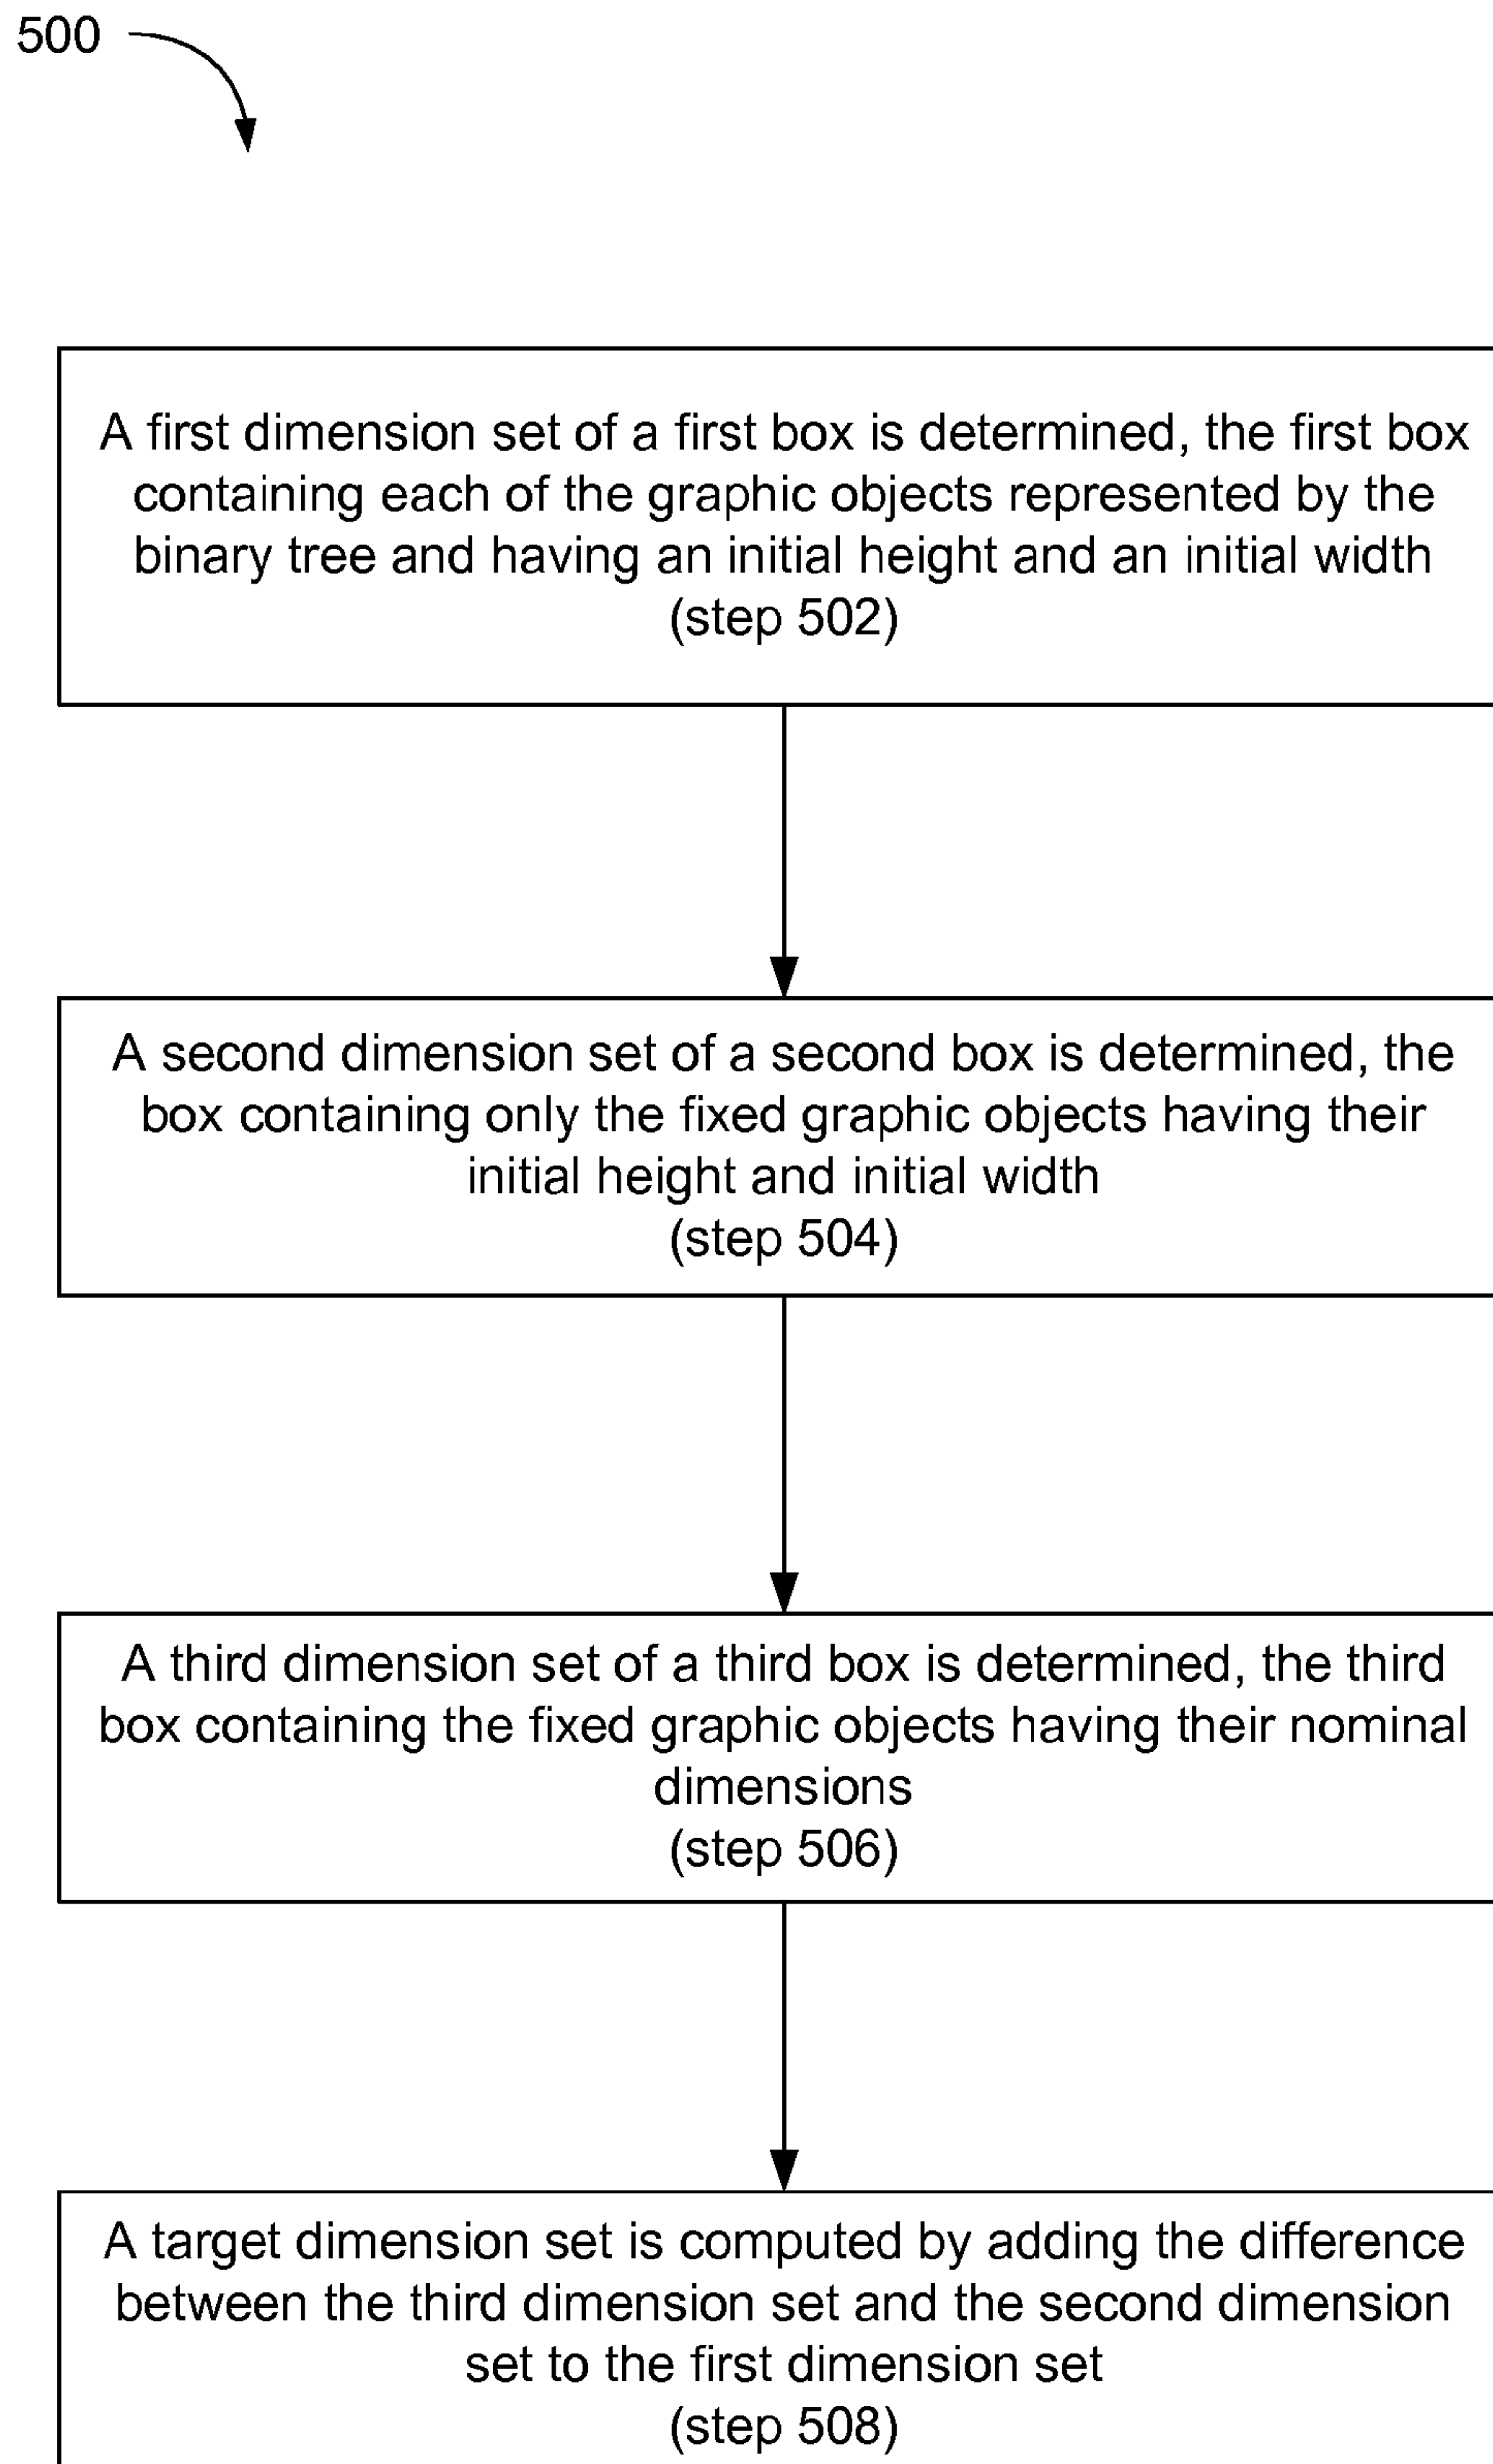 500
A first dimension set of a first box is determined, the first box
containing each of the graphic objects represented by the
binary tree and having an initial height and an initial width
(step 502)
A second dimension set of a second box is determined, the
box containing only the fixed graphic objects having their
initial height and initial width
(step 504)
A third dimension set of a third box is determined, the third
box containing the fixed graphic objects having their nominal
dimensions
(step 506)
A target dimension set is computed by adding the difference
between the third dimension set and the second dimension
set to the first dimension set
(step 508)